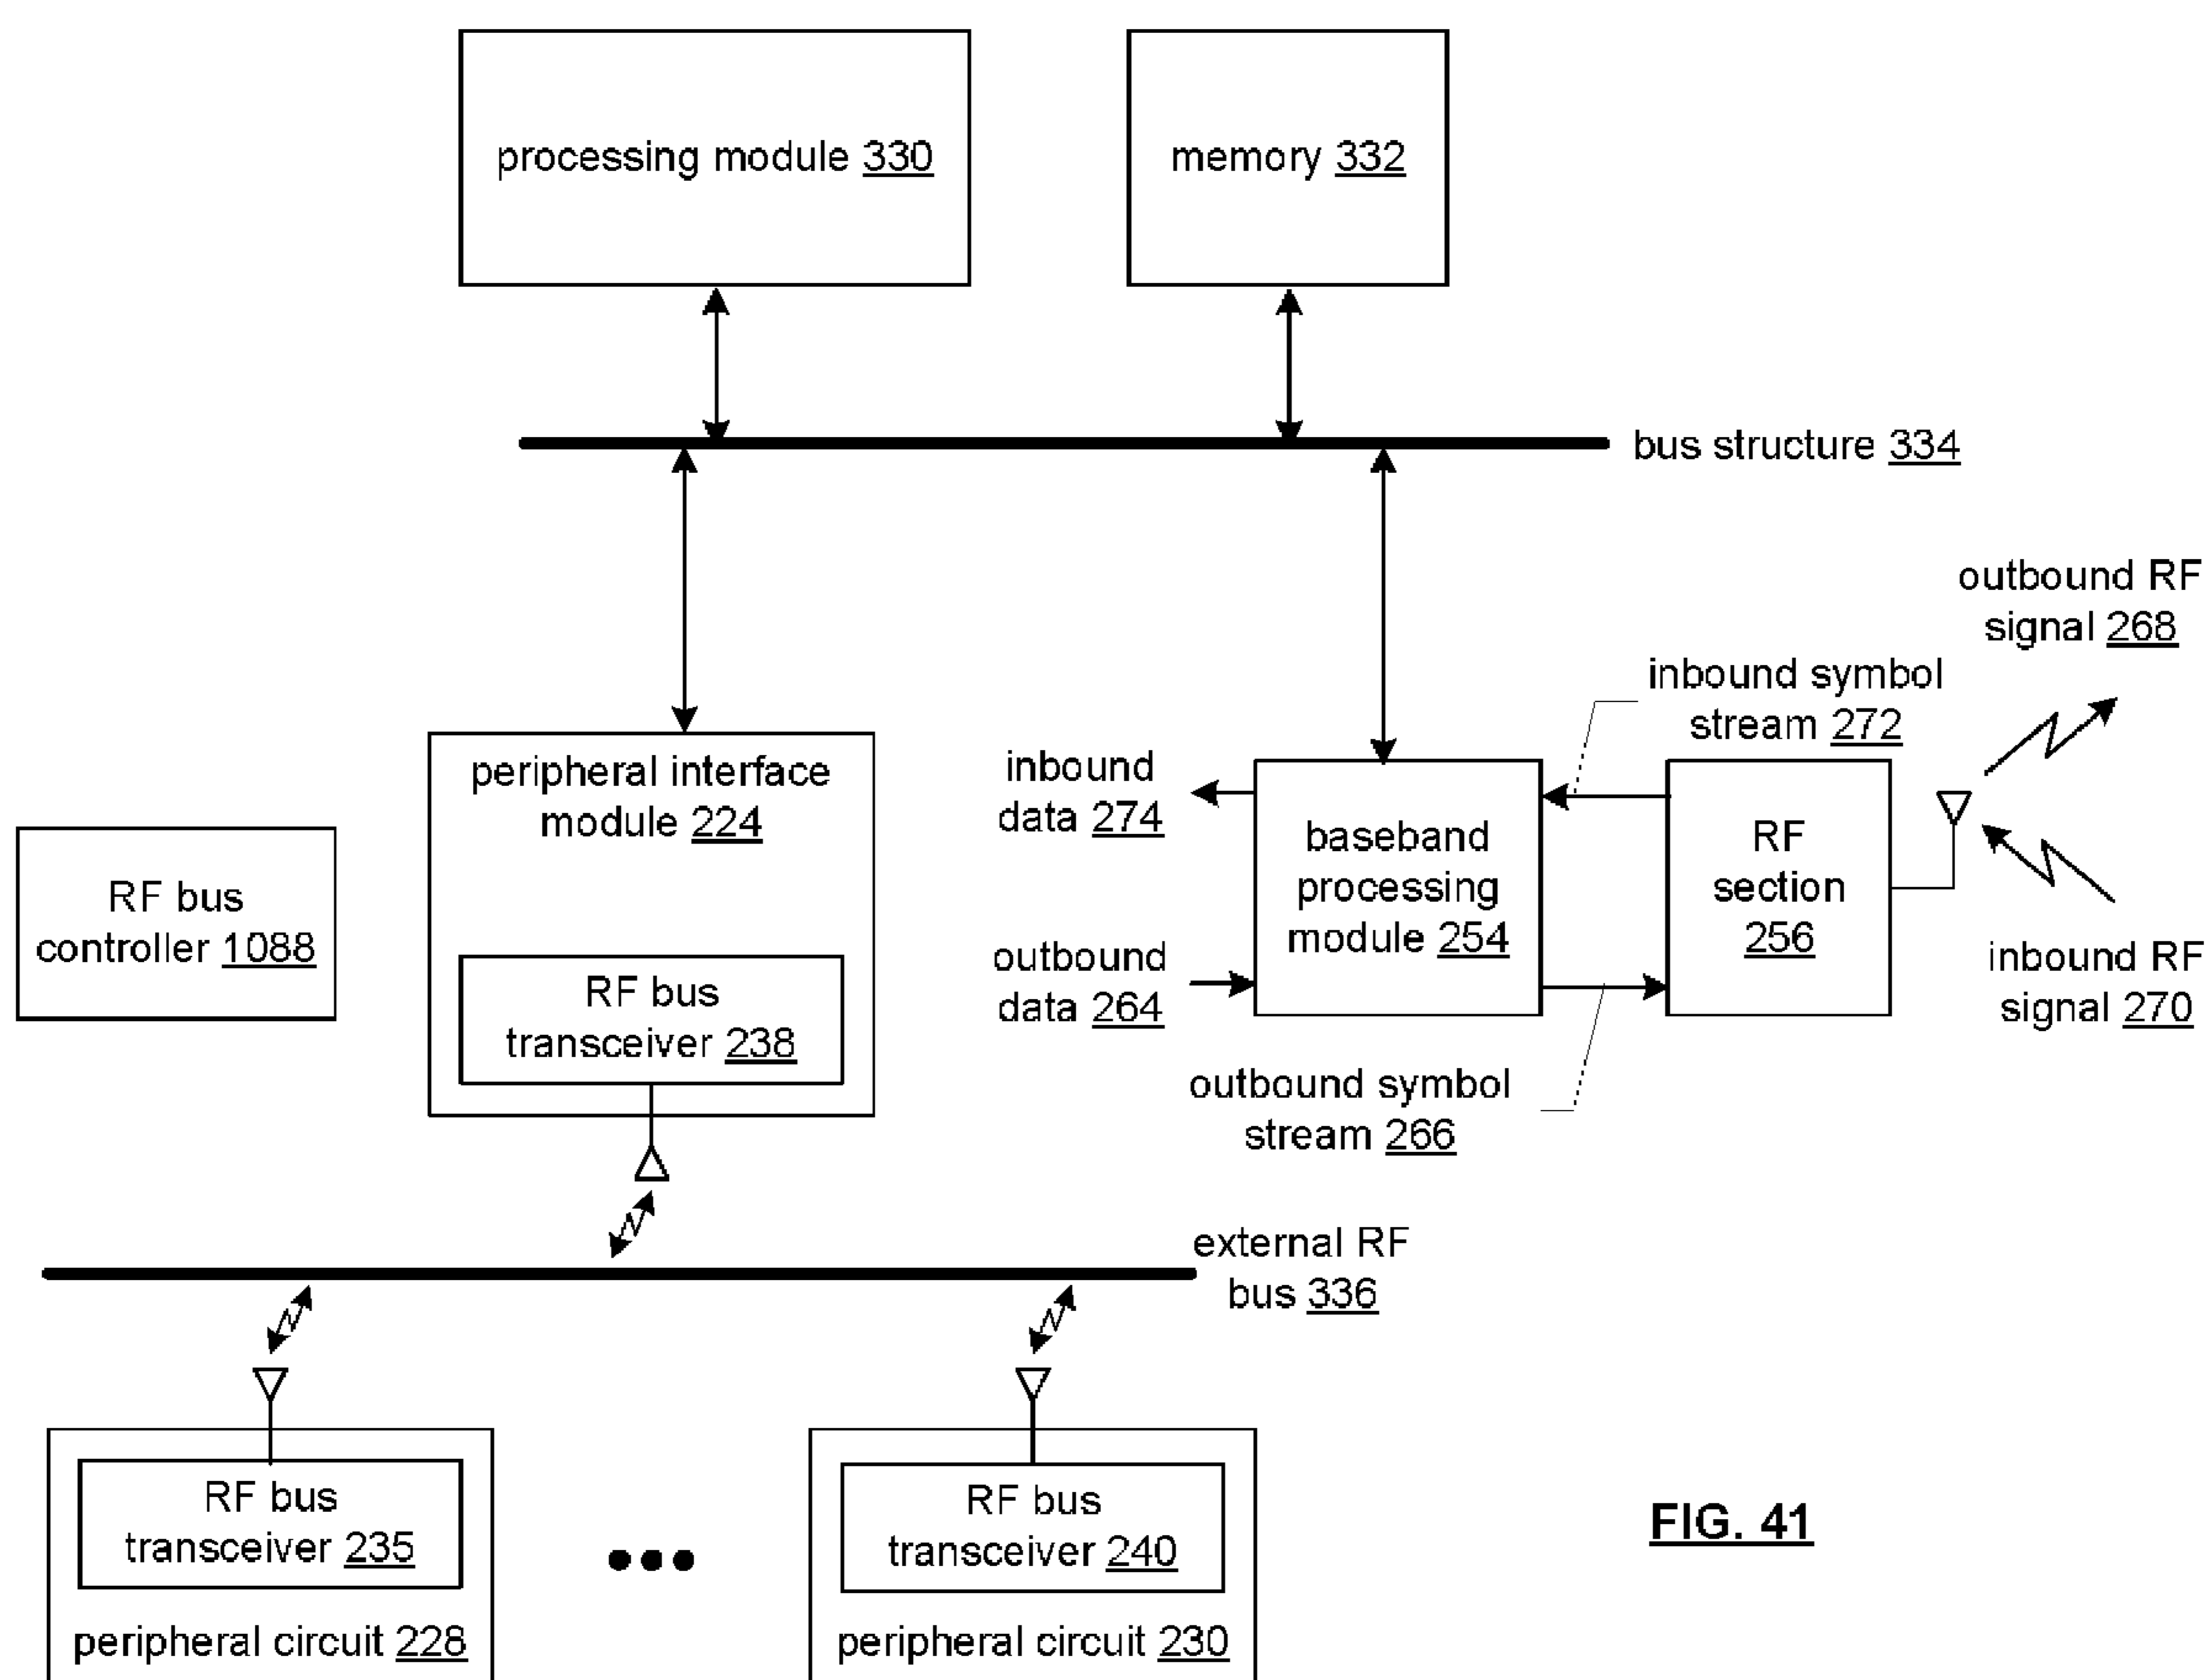 processing module 330
memory 332
bus structure 334
outbound RF
signal 268
inbound symbol
stream 272
peripheral interface
module 224
inbound
data 274
baseband
processing
module 254
RF
section
256
RF bus
controller 1088
outbound
data 264
inbound RF
signal 270
RF bus
transceiver 238
outbound symbol
stream 266
external RF
bus 336
RF bus
transceiver 235
peripheral circuit 228
RF bus
transceiver 240
peripheral circuit 230
FIG. 41